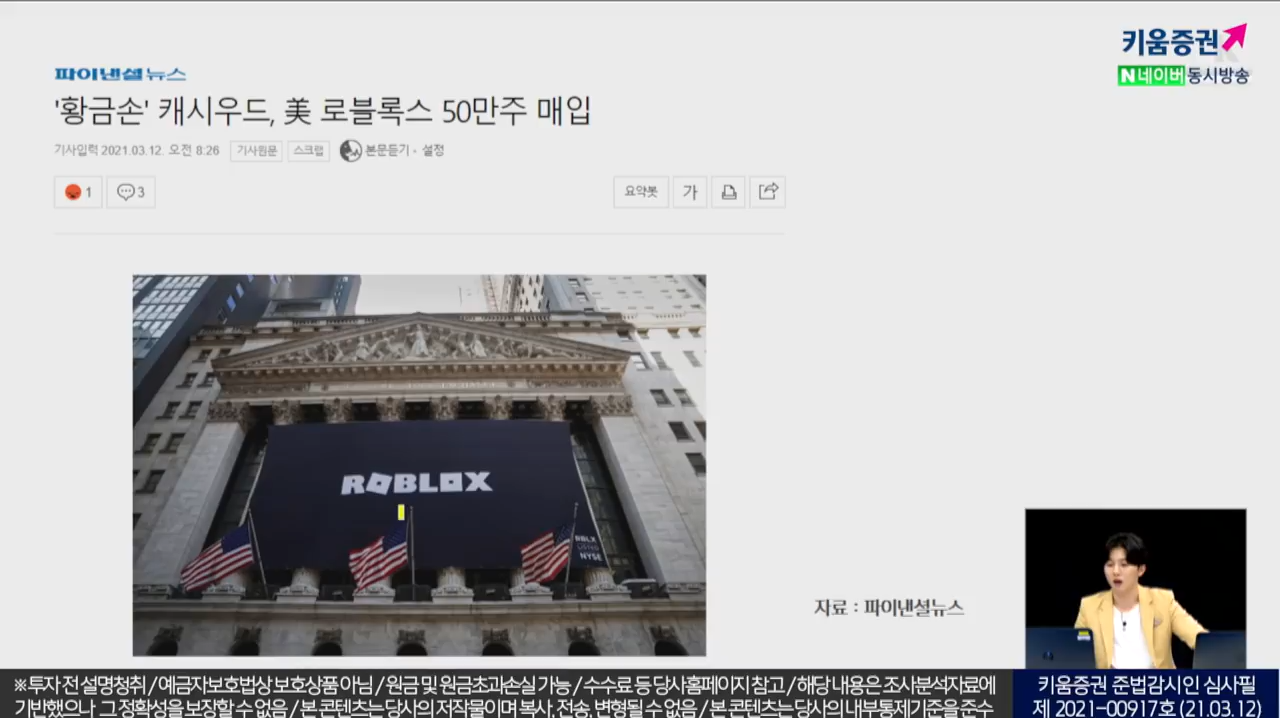 키움증권
N네이버 동시방송
파이낸셜뉴스
'황금손' 캐시우드, 美 로블록스 50만주 매입
기사입력 2021.03.12. 오전 8:26 기사원문 스크랩 본문듣기 · 설정
1 3 요약봇 가
ROBLOX
RBLX
NYSE
자료 : 파이낸셜뉴스
※투자 전 설명청취 / 예금자보호법상 보호상품 아님 / 원금 및 원금초과손실 가능 / 수수료 등 당사홈페이지 참고 / 해당 내용은 조사분석자료에
기반했으나 그 정확성을 보장할 수 없음 / 본 콘텐츠는 당사의 저작물이며 복사, 전송, 변형될 수 없음 / 본 콘텐츠는 당사의 내부통제기준을 준수
키움증권 준법감시인 심사필
제 2021-00917호 (21.03.12)